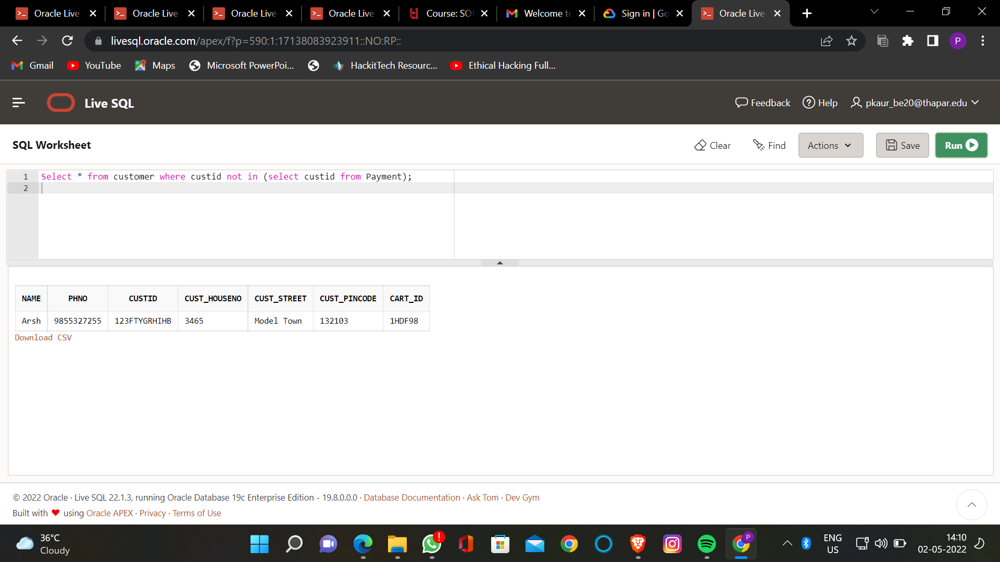 Oracle Live
Oracle Live
Oracle Live
Oracle Live
Course: SO
Welcome to
Sign in | Go
Oracle Live
livesql.oracle.com/apex/f?p=590:1:17138083923911::NO:RP::
P
Gmail
YouTube
Maps
Microsoft PowerPoi...
HackitTech Resourc...
Ethical Hacking Full...
Live SQL
Feedback
Help
pkaur_be20@thapar.edu
SQL Worksheet
Clear
Find
Actions
Save
Run
1 Select * from customer where custid not in (select custid from Payment);
2
NAME PHNO CUSTID CUST_HOUSENO CUST_STREET CUST_PINCODE CART_ID
Arsh 9855327255 123FTYGRHIHB 3465 Model Town 132103 1HDF98
Download CSV
© 2022 Oracle · Live SQL 22.1.3, running Oracle Database 19c Enterprise Edition - 19.8.0.0.0 · Database Documentation · Ask Tom · Dev Gym
Built with ❤ using Oracle APEX · Privacy · Terms of Use
36°C
Cloudy
P
ENG
US
14:10
02-05-2022